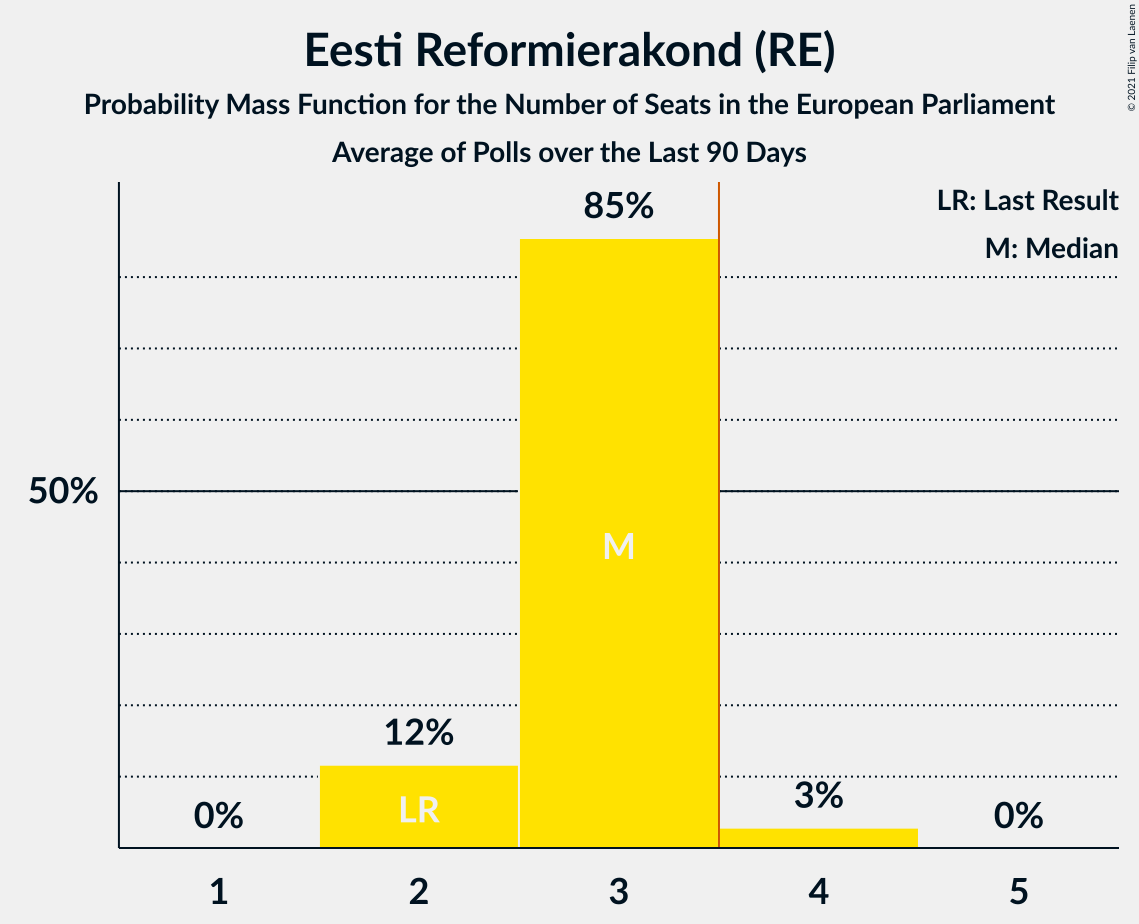 Eesti Reformierakond (RE)
Probability Mass Function for the Number of Seats in the European Parliament
Average of Polls over the Last 90 Days
© 2021 Filip van Laenen
LR: Last Result
M: Median
85%
50%
M
12%
LR
3%
0%
0%
1 2 3 4 5